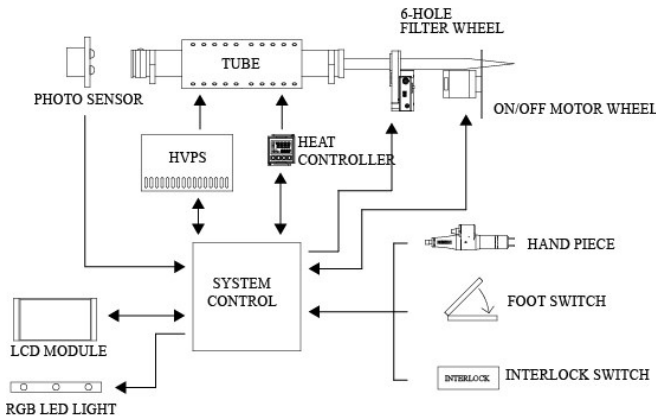 6-HOLE
FILTER WHEEL
TUBE
PHOTO SENSOR
ON/OFF MOTOR WHEEL
HVPS
HEAT
CONTROLLER
HAND PIECE
SYSTEM
CONTROL
FOOT SWITCH
LCD MODULE
INTERLOCK
INTERLOCK SWITCH
RGB LED LIGHT